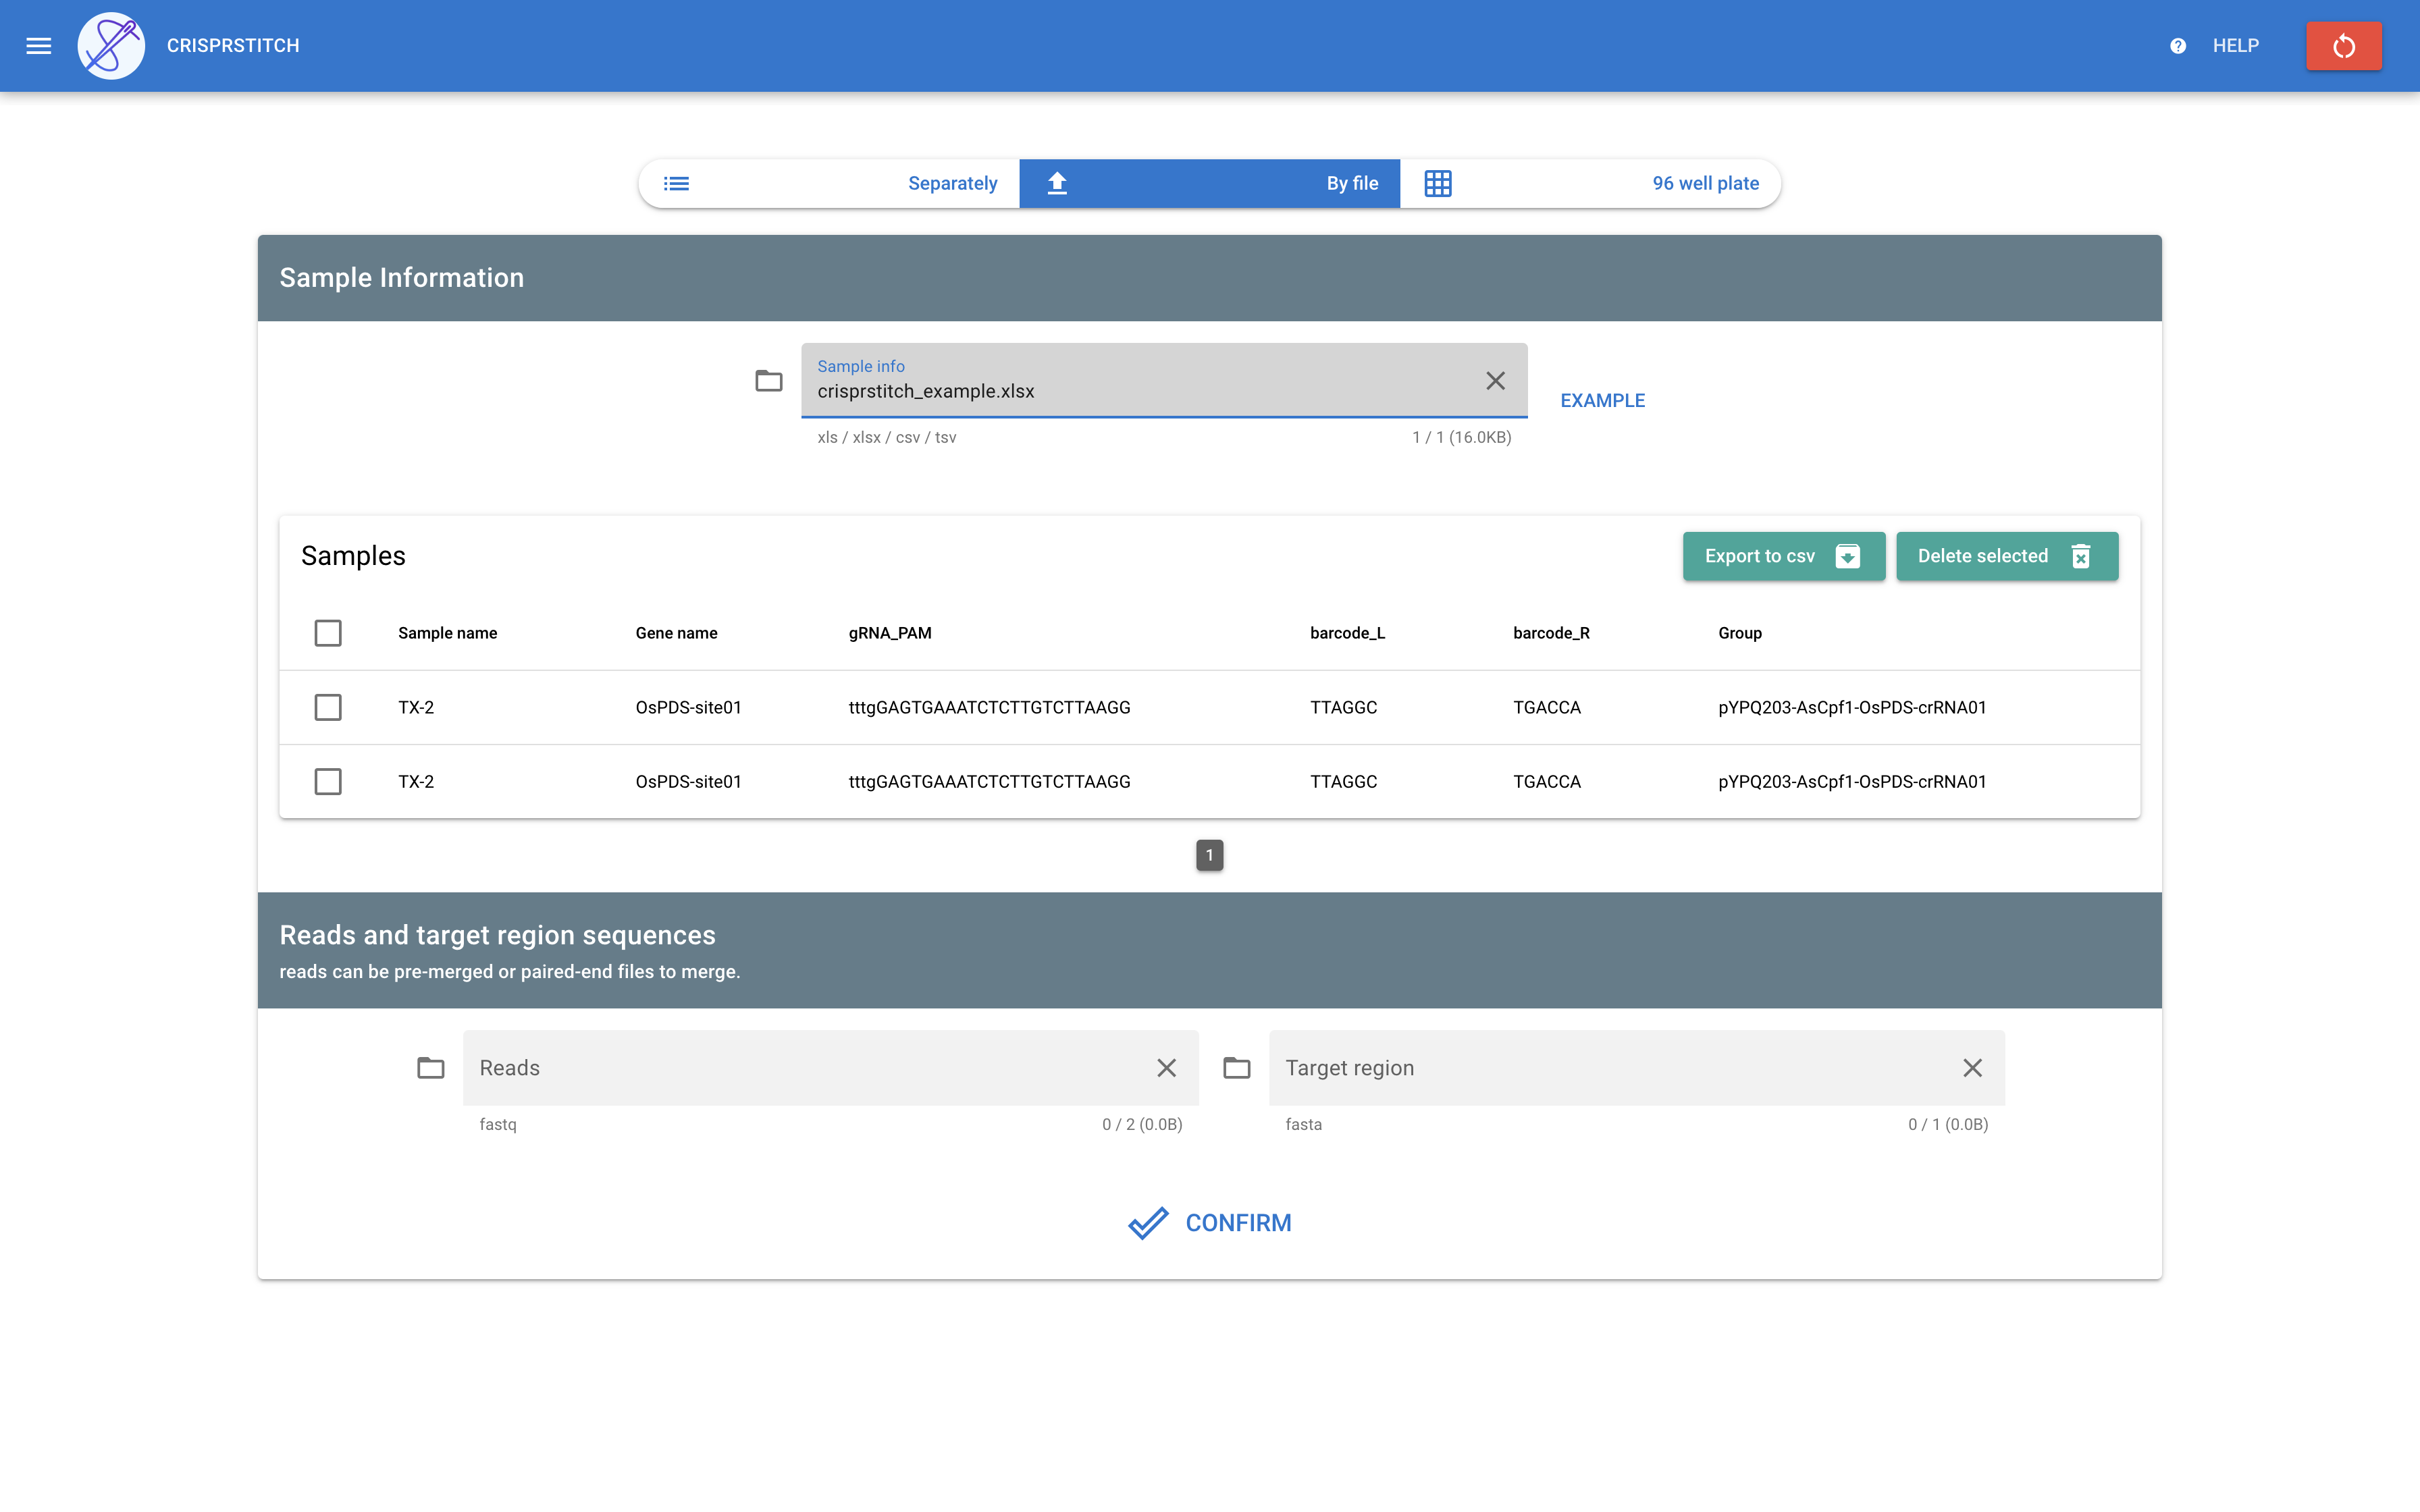 CRISPRSTITCH
HELP
Separately
By file
96 well plate
Sample Information
Sample info
crisprstitch_example.xlsx
EXAMPLE
xls / xlsx / csv / tsv 1 / 1 (16.0KB)
Samples
Export to csv
Delete selected
Sample name Gene name gRNA_PAM barcode_L barcode_R Group
TX-2 OsPDS-site01 tttgGAGTGAAATCTCTTGTCTTAAGG TTAGGC TGACCA pYPQ203-AsCpf1-OsPDS-crRNA01
TX-2 OsPDS-site01 tttgGAGTGAAATCTCTTGTCTTAAGG TTAGGC TGACCA pYPQ203-AsCpf1-OsPDS-crRNA01
1
Reads and target region sequences
reads can be pre-merged or paired-end files to merge.
Reads
fastq 0 / 2 (0.0B)
Target region
fasta 0 / 1 (0.0B)
CONFIRM